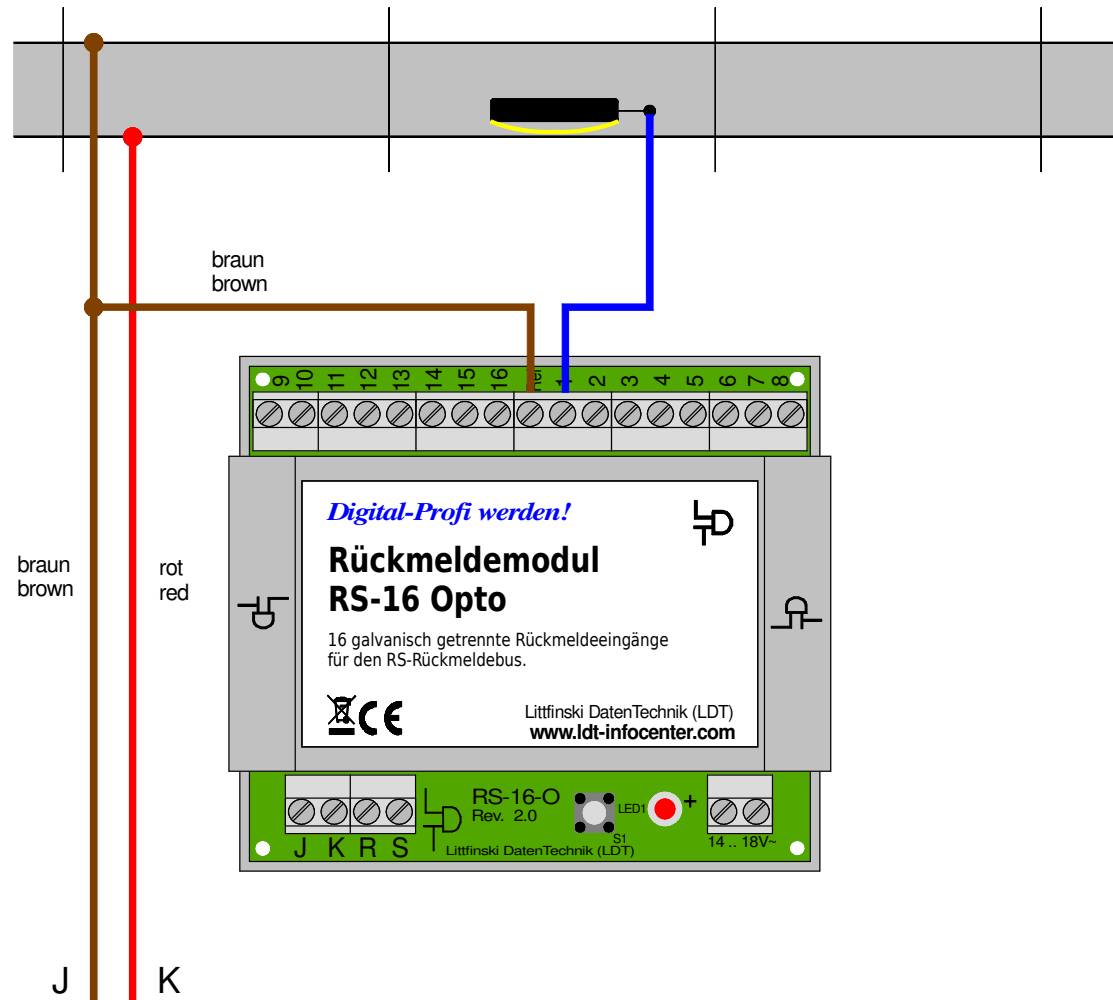 braun
brown
9 10 11 12 13 14 15 16 Ref 1 2 3 4 5 6 7 8
Digital-Profi werden!
Rückmeldemodul
RS-16 Opto
16 galvanisch getrennte Rückmeldeeingänge
für den RS-Rückmeldebus.
CE
Littfinski DatenTechnik (LDT)
www.ldt-infocenter.com
braun
brown
rot
red
RS-16-O
Rev. 2.0
LED1
+
S1
J K R S
Littfinski DatenTechnik (LDT)
14 .. 18V~
J K